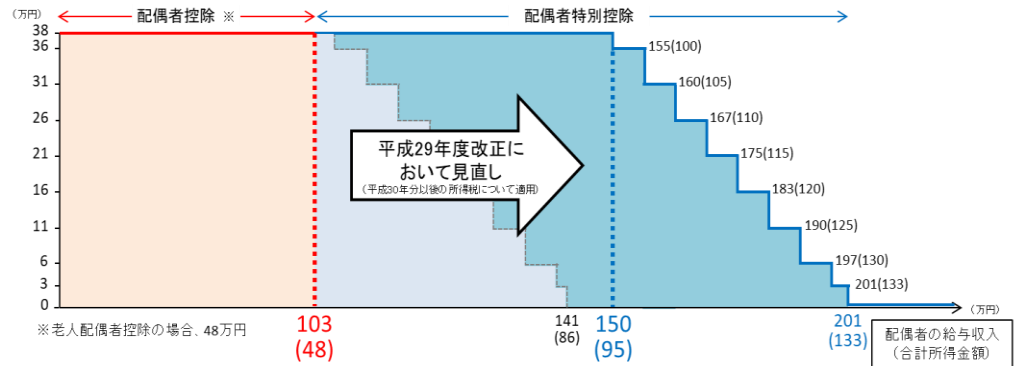 （万円）
配偶者控除 ※
配偶者特別控除
38
36
31
26
21
16
11
6
3
0
155(100)
160(105)
167(110)
175(115)
183(120)
190(125)
197(130)
201(133)
平成29年度改正に
おいて見直し
（平成30年分以後の所得税について適用）
（万円）
※老人配偶者控除の場合、48万円
103
(48)
141
(86)
150
(95)
201
(133)
配偶者の給与収入
（合計所得金額）